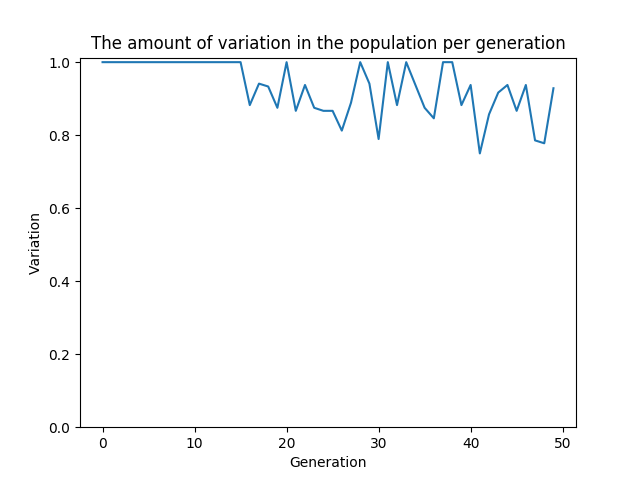 The amount of variation in the population per generation
1.0
0.8
0.6
0.4
0.2
0.0
Variation
0 10 20 30 40 50
Generation